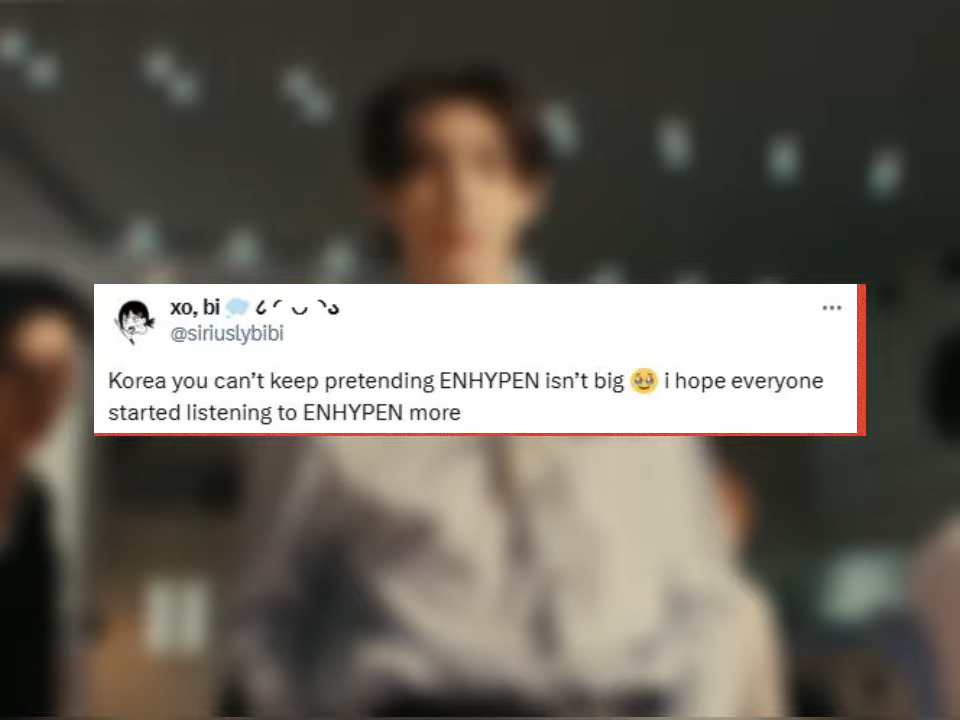 xo, bi 🌧️ ૮ ◜ ◡ ◝ ა
@siriuslybibi
Korea you can’t keep pretending ENHYPEN isn’t big 🥹 i hope everyone
started listening to ENHYPEN more